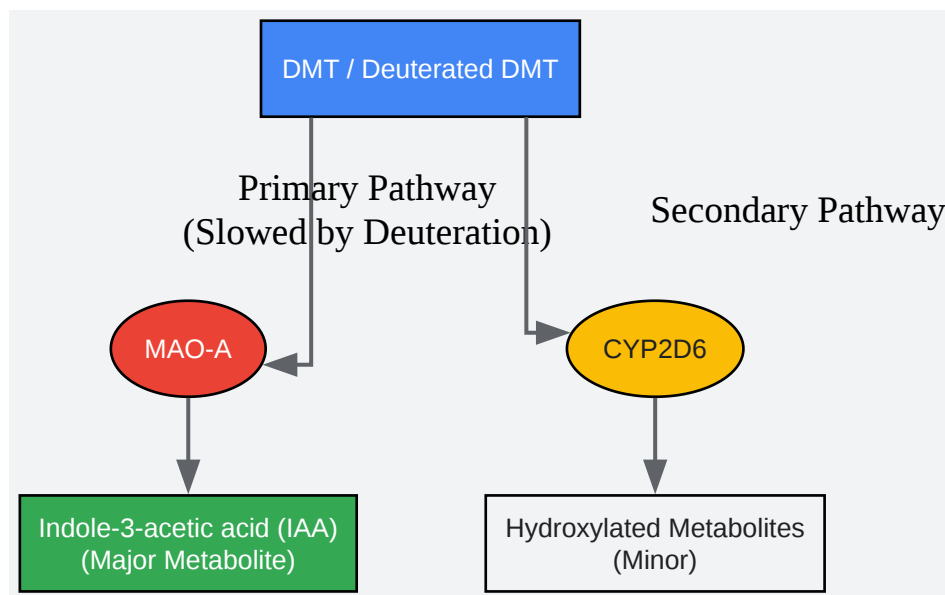 DMT / Deuterated DMT
Primary Pathway
(Slowed by Deuteration)
Secondary Pathway
MAO-A
CYP2D6
Indole-3-acetic acid (IAA)
(Major Metabolite)
Hydroxylated Metabolites
(Minor)